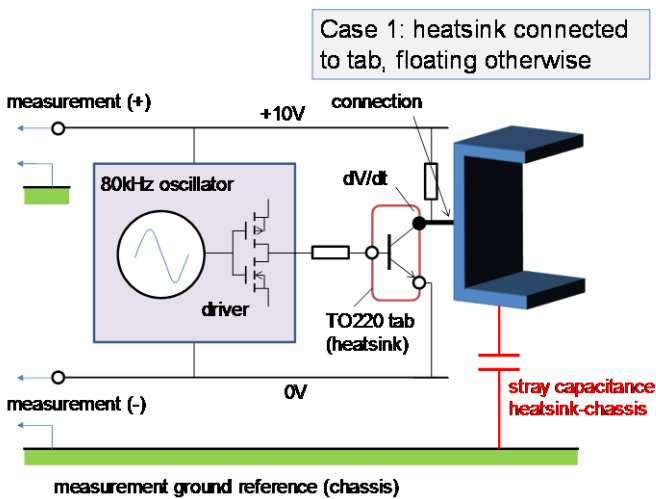 Case 1: heatsink connected
to tab, floating otherwise
measurement (+)
connection
+10V
80kHz oscillator
dV/dt
driver
TO220 tab
(heatsink)
0V
measurement (-)
stray capacitance
heatsink-chassis
measurement ground reference (chassis)